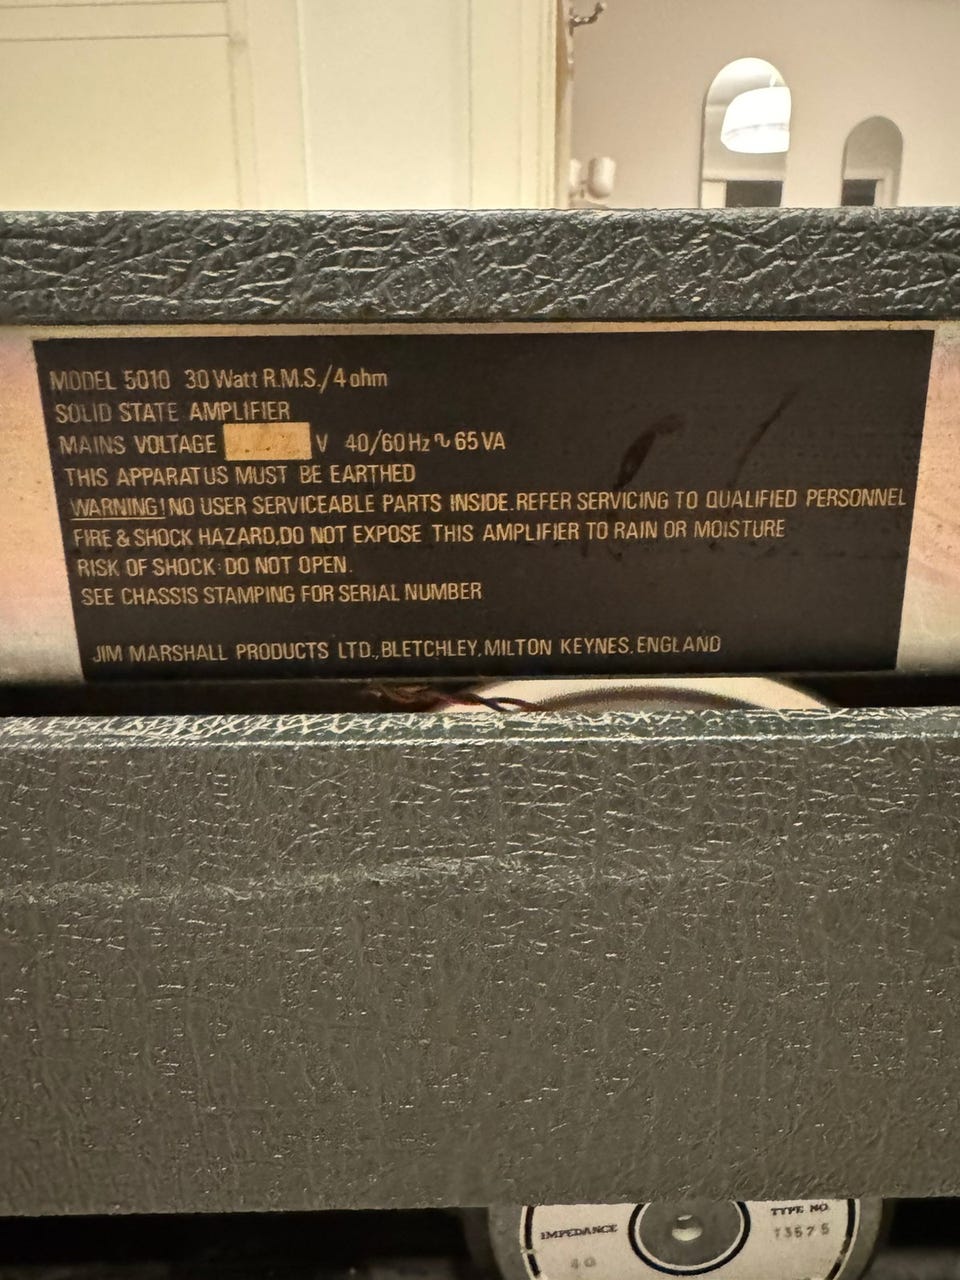 MODEL 5010 30 Watt R.M.S./4 ohm
SOLID STATE AMPLIFIER
MAINS VOLTAGE V 40/60Hz ~ 65 VA
THIS APPARATUS MUST BE EARTHED
WARNING! NO USER SERVICEABLE PARTS INSIDE. REFER SERVICING TO QUALIFIED PERSONNEL
FIRE & SHOCK HAZARD, DO NOT EXPOSE THIS AMPLIFIER TO RAIN OR MOISTURE
RISK OF SHOCK: DO NOT OPEN.
SEE CHASSIS STAMPING FOR SERIAL NUMBER
JIM MARSHALL PRODUCTS LTD., BLETCHLEY, MILTON KEYNES. ENGLAND
IMPEDANCE
TYPE NO.